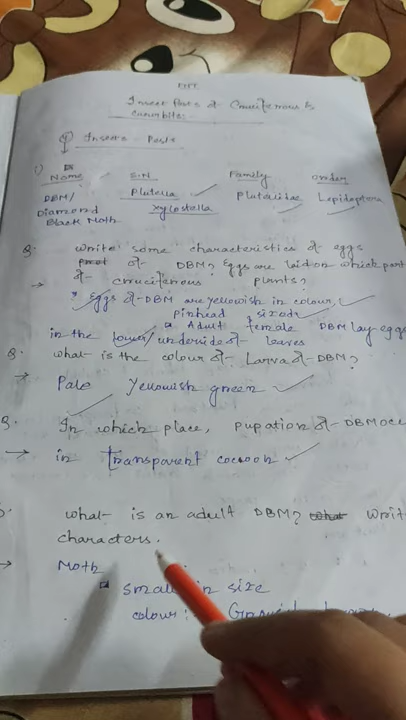 Insect Pests of Cruciferous &
cucurbits:
Insects Pests
i)
Name S.N Family Order
DBM/ Plutella Plutellidae Lepidoptera
Diamond xylostella
Black Moth
Q. Write some characteristics of eggs
of DBM? Eggs are laid on which part
→ of cruciferous plants?
* Eggs of DBM are yellowish in colour,
pinhead sized
a Adult female DBM lay eggs
in the lower/underside of leaves
Q. what is the colour of Larva of DBM?
→ Pale yellowish green
Q. In which place, pupation of DBM occ
→ in transparent cocoon
what is an adult DBM? Writ
characters.
→ Moth
small in size
colour: